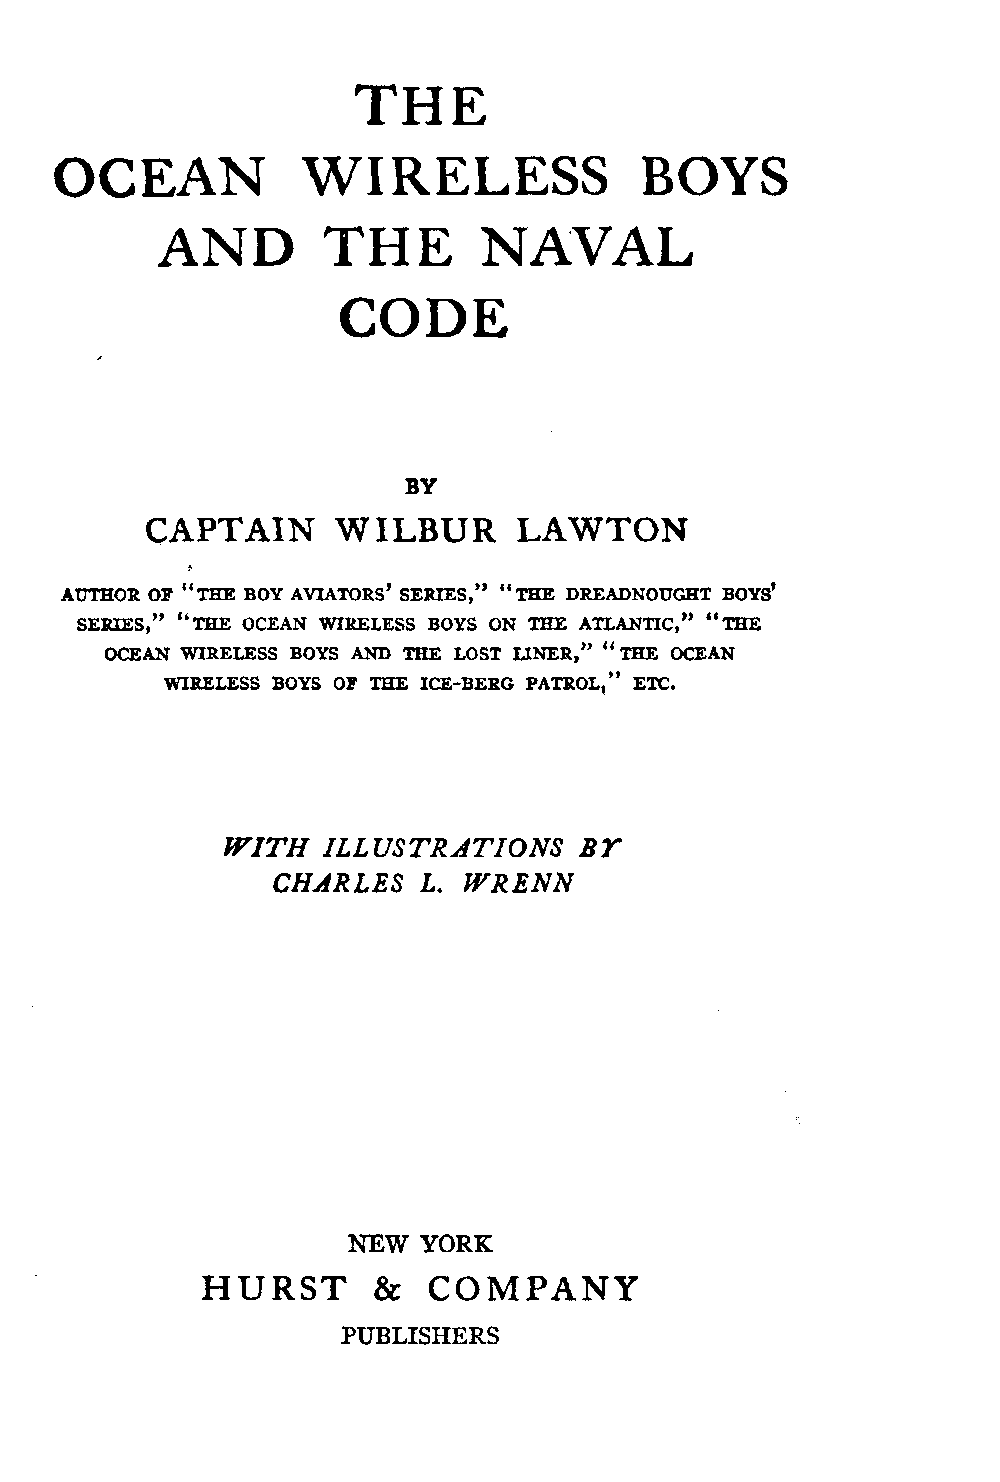 THE
OCEAN WIRELESS BOYS
AND THE NAVAL
CODE
BY
CAPTAIN WILBUR LAWTON
AUTHOR OF "THE BOY AVIATORS' SERIES," "THE DREADNOUGHT BOYS'
SERIES," "THE OCEAN WIRELESS BOYS ON THE ATLANTIC," "THE
OCEAN WIRELESS BOYS AND THE LOST LINER," "THE OCEAN
WIRELESS BOYS OF THE ICE-BERG PATROL," ETC.
WITH ILLUSTRATIONS BY
CHARLES L. WRENN
NEW YORK
HURST & COMPANY
PUBLISHERS